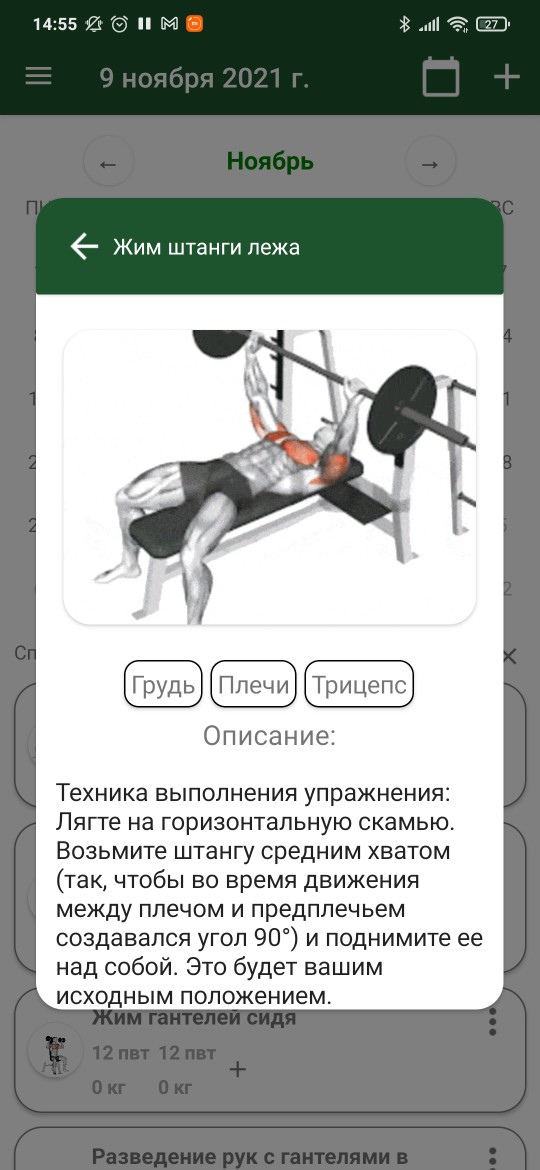 14:55 27
9 ноября 2021 г.
← Ноябрь →
Жим штанги лежа
Грудь Плечи Трицепс
Описание:
Техника выполнения упражнения:
Лягте на горизонтальную скамью.
Возьмите штангу средним хватом
(так, чтобы во время движения
между плечом и предплечьем
создавался угол 90°) и поднимите ее
над собой. Это будет вашим
исходным положением.
Жим гантелей сидя
12 пвт 12 пвт
+
0 кг 0 кг
Разведение рук с гантелями в